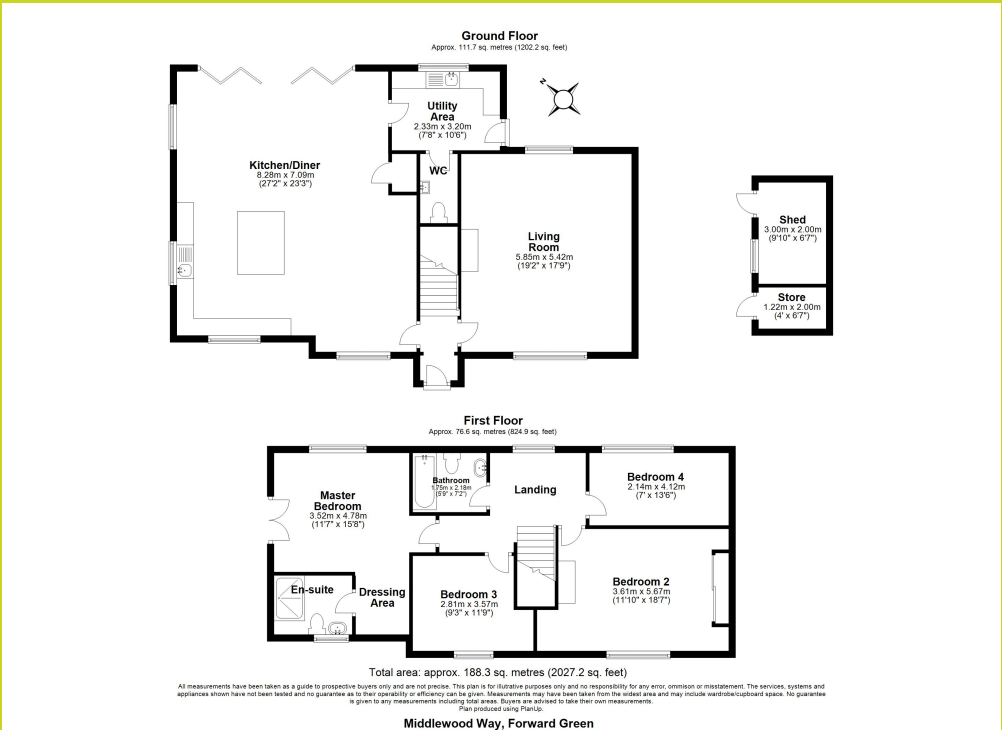 Ground Floor
Approx. 111.7 sq. metres (1202.2 sq. feet)
N
Utility
Area
2.33m x 3.20m
(7'8" x 10'6")
Kitchen/Diner
8.28m x 7.09m
(27'2" x 23'3")
WC
Living
Room
5.85m x 5.42m
(19'2" x 17'9")
Shed
3.00m x 2.00m
(9'10" x 6'7")
Store
1.22m x 2.00m
(4' x 6'7")
First Floor
Approx. 76.6 sq. metres (824.9 sq. feet)
Master
Bedroom
3.52m x 4.78m
(11'7" x 15'8")
Bathroom
1.75m x 2.18m
(5'9" x 7'2")
Landing
Bedroom 4
2.14m x 4.12m
(7' x 13'6")
En-suite
Dressing
Area
Bedroom 3
2.81m x 3.57m
(9'3" x 11'9")
Bedroom 2
3.61m x 5.67m
(11'10" x 18'7")
Total area: approx. 188.3 sq. metres (2027.2 sq. feet)
All measurements have been taken as a guide to prospective buyers only and are not precise. This plan is for illustrative purposes only and no responsibility for any error, ommison or misstatement. The services, systems and
appliances shown have not been tested and no guarantee as to their operability or efficiency can be given. Measurements may have been taken from the widest area and may include wardrobe/cupboard space. No guarantee
is given to any measurements including total areas. Buyers are advised to take their own measurements.
Plan produced using PlanUp.
Middlewood Way, Forward Green